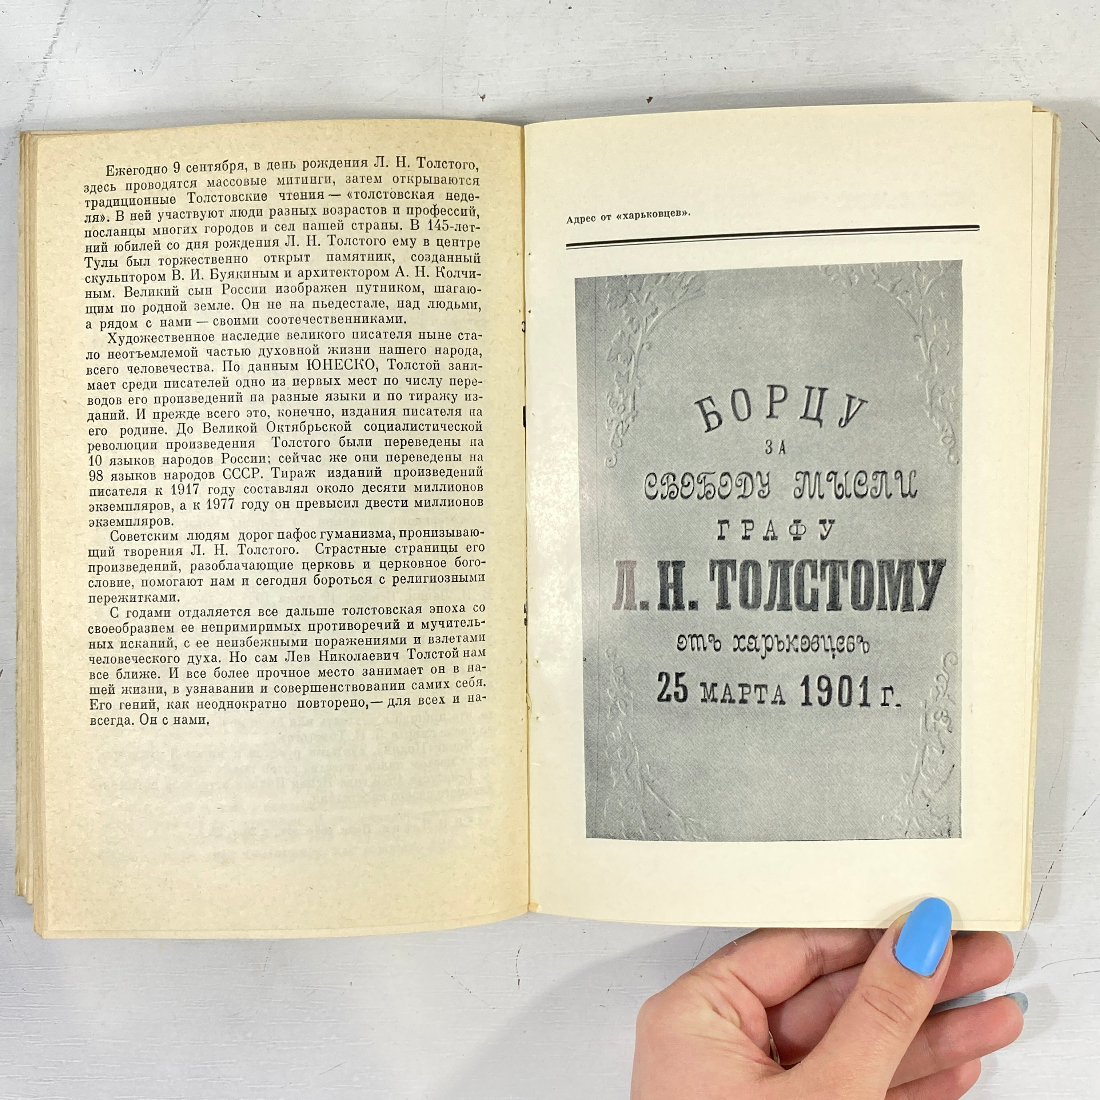 Ежегодно 9 сентября, в день рождения Л. Н. Толстого,
здесь проводятся массовые митинги, затем открываются
традиционные Толстовские чтения — «толстовская неде-
ля». В ней участвуют люди разных возрастов и профессий,
посланцы многих городов и сел нашей страны. В 145-лет-
ний юбилей со дня рождения Л. Н. Толстого ему в центре
Тулы был торжественно открыт памятник, созданный
скульптором В. И. Буякиным и архитектором А. Н. Колчи-
ным. Великий сын России изображен путником, шагаю-
щим по родной земле. Он не на пьедестале, над людьми,
а рядом с нами — своими соотечественниками.
Художественное наследие великого писателя ныне ста-
ло неотъемлемой частью духовной жизни нашего народа,
всего человечества. По данным ЮНЕСКО, Толстой зани-
мает среди писателей одно из первых мест по числу пере-
водов его произведений на разные языки и по тиражу из-
даний. И прежде всего это, конечно, издания писателя на
его родине. До Великой Октябрьской социалистической
революции произведения Толстого были переведены на
10 языков народов России; сейчас же они переведены на
98 языков народов СССР. Тираж изданий произведений
писателя к 1917 году составлял около десяти миллионов
экземпляров, а к 1977 году он превысил двести миллионов
экземпляров.
Советским людям дорог пафос гуманизма, пронизываю-
щий творения Л. Н. Толстого. Страстные страницы его
произведений, разоблачающие церковь и церковное бого-
словие, помогают нам и сегодня бороться с религиозными
пережитками.
С годами отдаляется все дальше толстовская эпоха со
своеобразием ее непримиримых противоречий и мучитель-
ных исканий, с ее неизбежными поражениями и взлетами
человеческого духа. Но сам Лев Николаевич Толстой нам
все ближе. И все более прочное место занимает он в на-
шей жизни, в узнавании и совершенствовании самих себя.
Его гений, как неоднократно повторено,— для всех и на-
всегда. Он с нами.
Адрес от «харьковцев».
БОРЦУ
ЗА
СВОБОДУ МЫСЛИ
ГРАФУ
Л. Н. ТОЛСТОМУ
отъ харьковцевъ
25 МАРТА 1901 г.